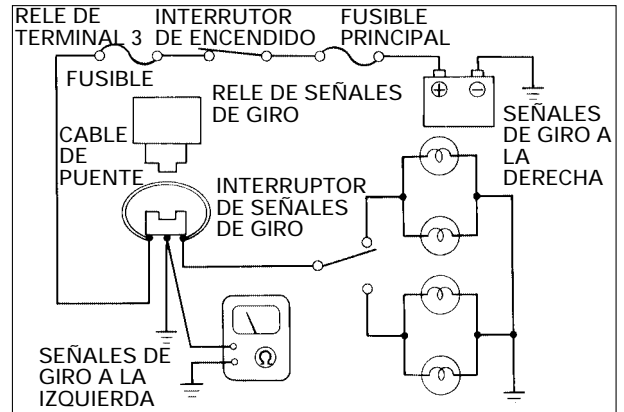 RELE DE
TERMINAL 3
INTERRUTOR
DE ENCENDIDO
FUSIBLE
PRINCIPAL
FUSIBLE
RELE DE SEÑALES
DE GIRO
SEÑALES
DE GIRO A
LA
DERECHA
CABLE
DE
PUENTE
INTERRUPTOR
DE SEÑALES
DE GIRO
SEÑALES DE
GIRO A LA
IZQUIERDA
+
−
Ω